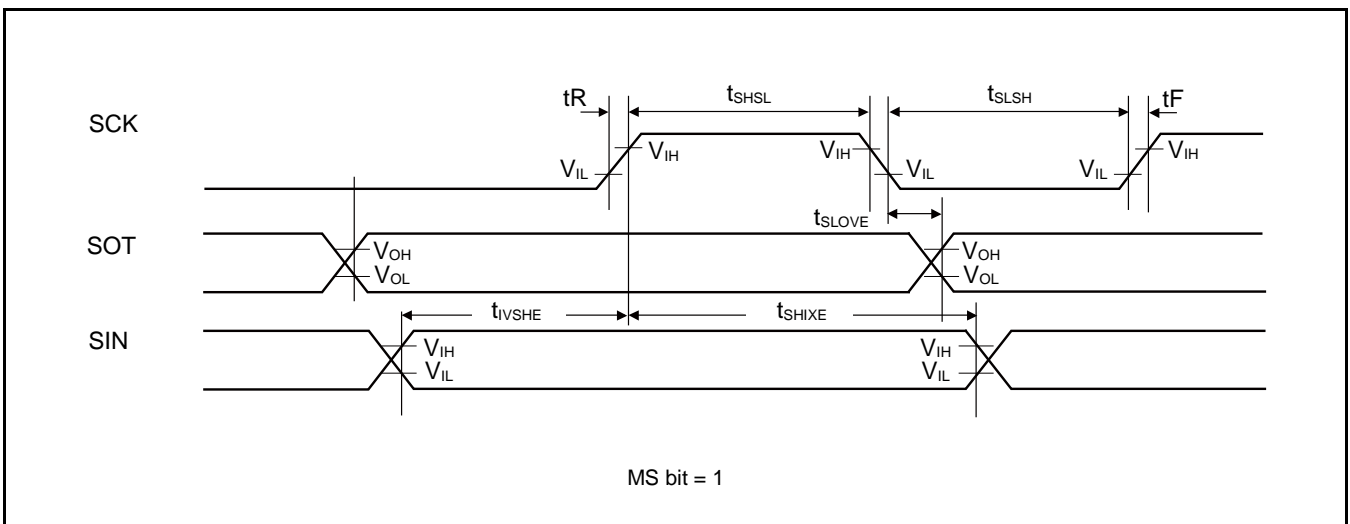 tR tSHSL tSLSH tF
SCK
VIH VIH VIH
VIL VIL VIL
tSLOVE
SOT
VOH VOH
VOL VOL
tIVSHE tSHIXE
SIN
VIH VIH
VIL VIL
MS bit = 1